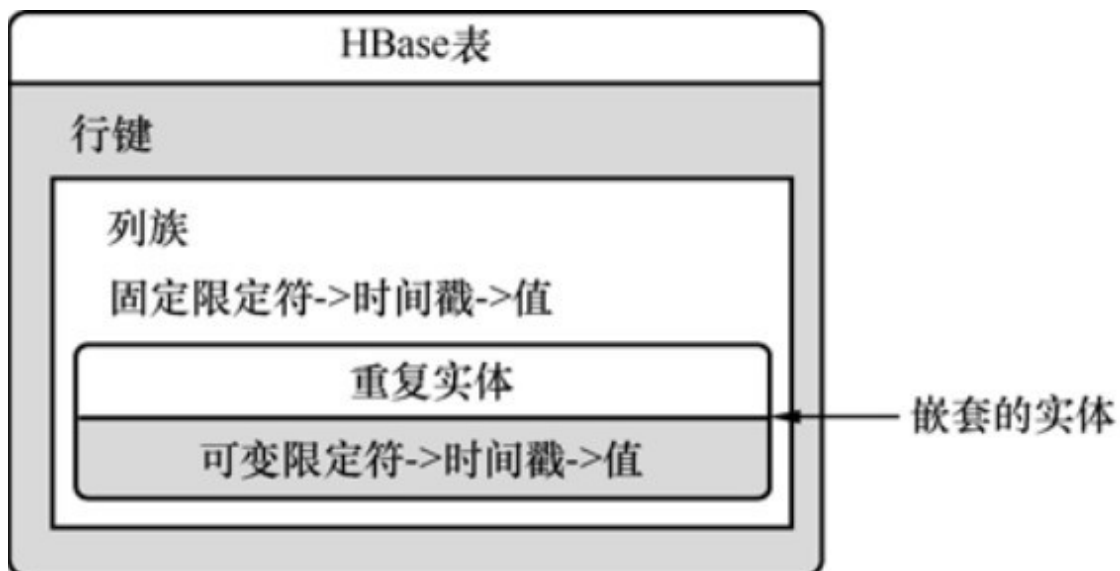 HBase表
行键
列族
固定限定符->时间戳->值
重复实体
嵌套的实体
可变限定符->时间戳->值